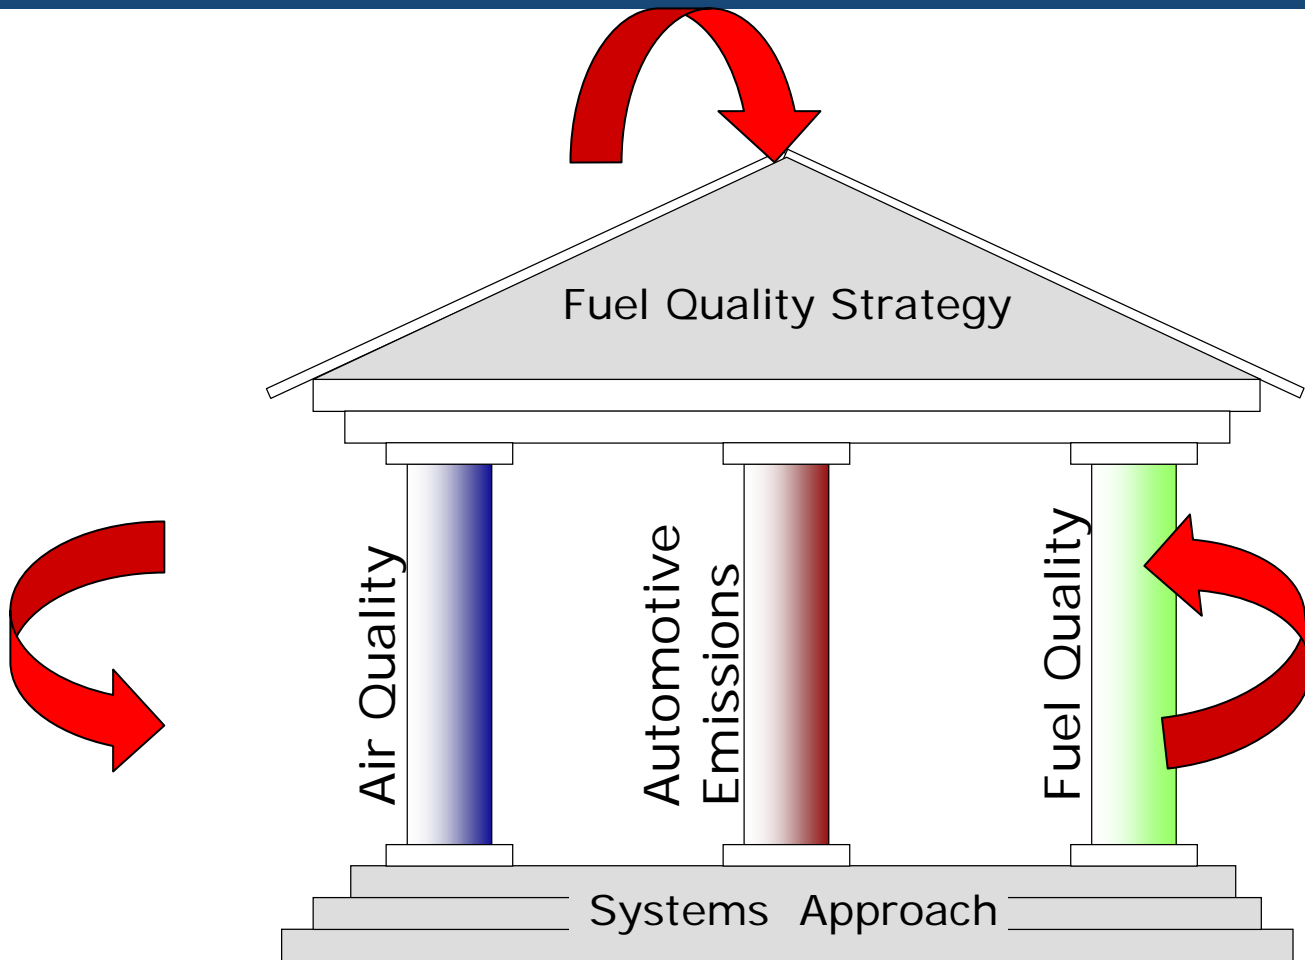 Fuel Quality Strategy
Air Quality
Automotive
Emissions
Fuel Quality
Systems Approach